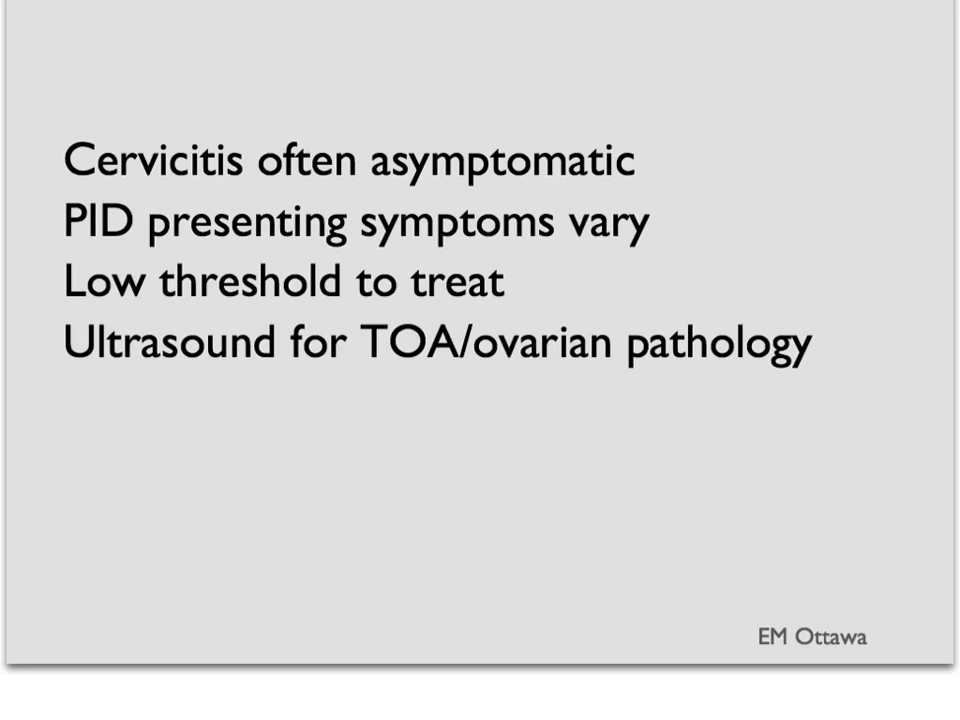 Cervicitis often asymptomatic
PID presenting symptoms vary
Low threshold to treat
Ultrasound for TOA/ovarian pathology
EM Ottawa